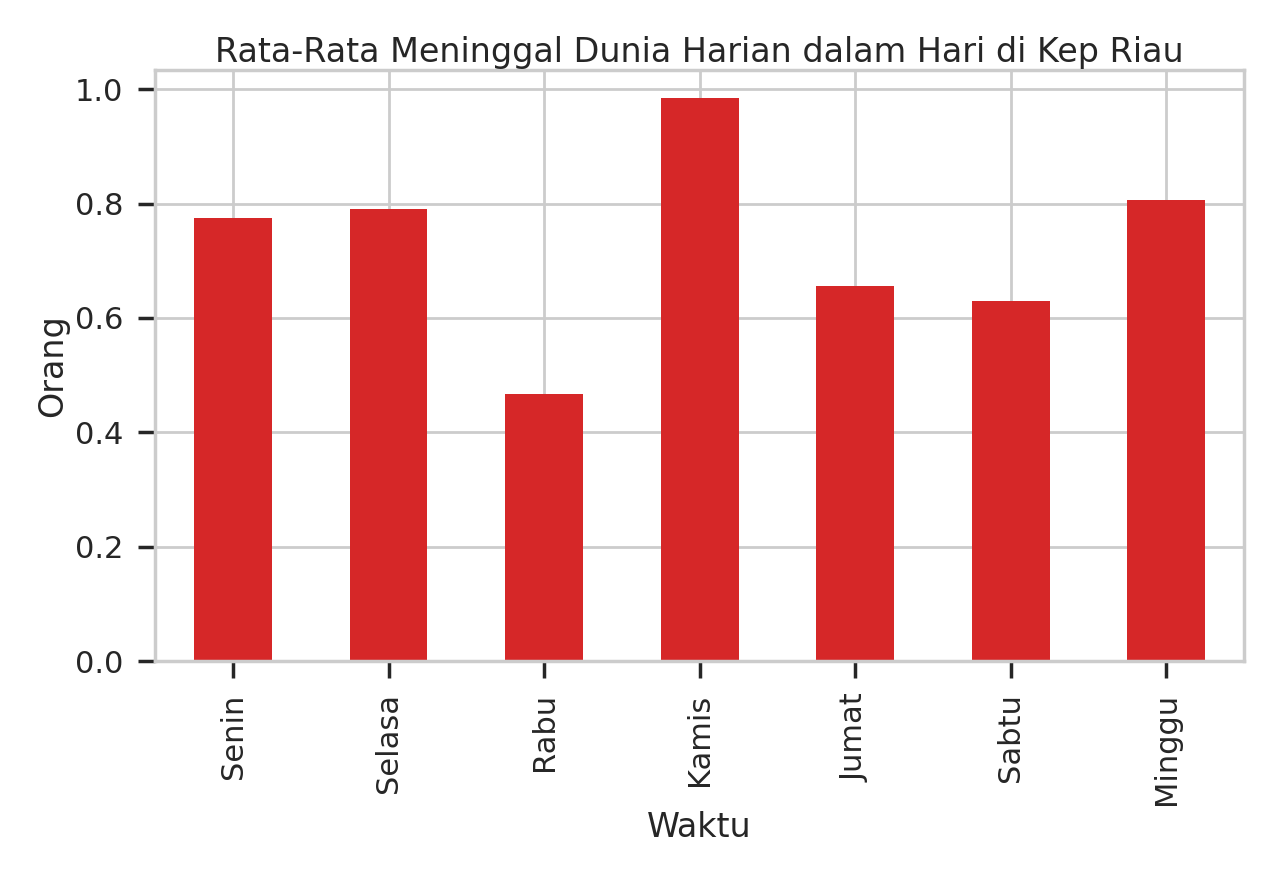 Rata-Rata Meninggal Dunia Harian dalam Hari di Kep Riau
1.0
0.8
0.6
0.4
0.2
0.0
Orang
Senin
Selasa
Rabu
Kamis
Jumat
Sabtu
Minggu
Waktu